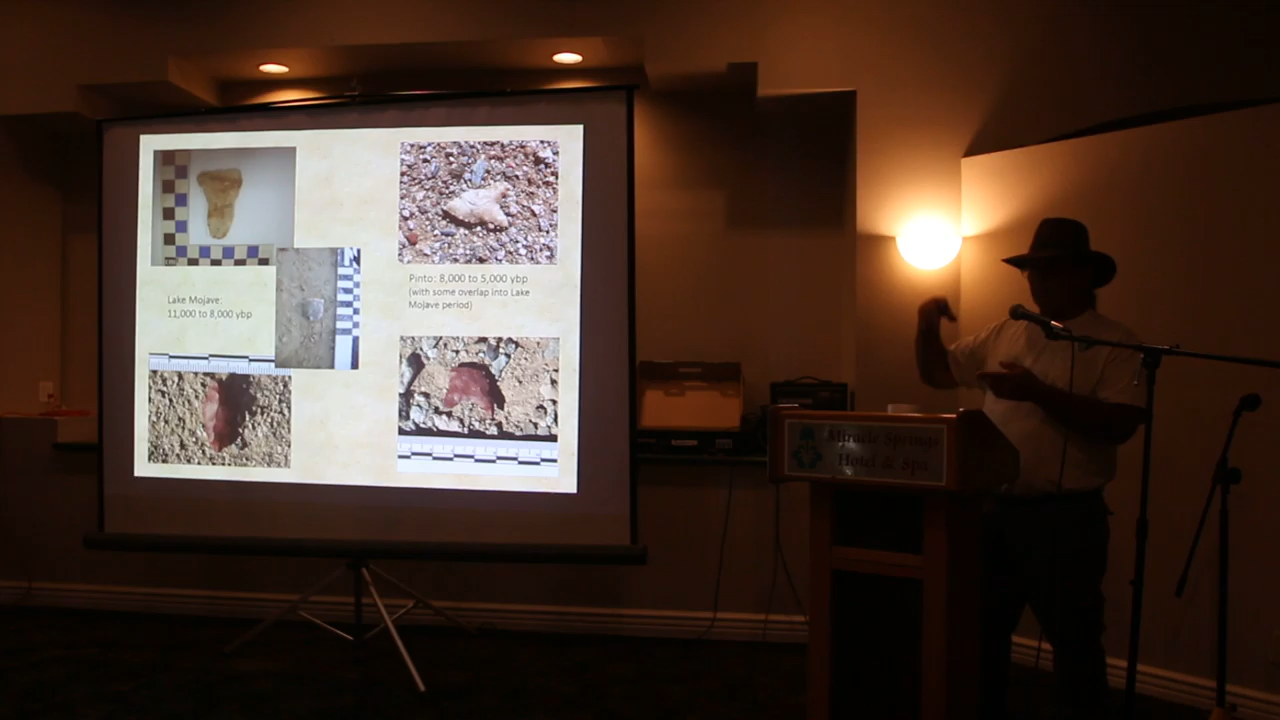 Lake Mojave:
11,000 to 8,000 ybp
Pinto: 8,000 to 5,000 ybp
(with some overlap into Lake
Mojave period)
Miracle Springs
Hotel & Spa